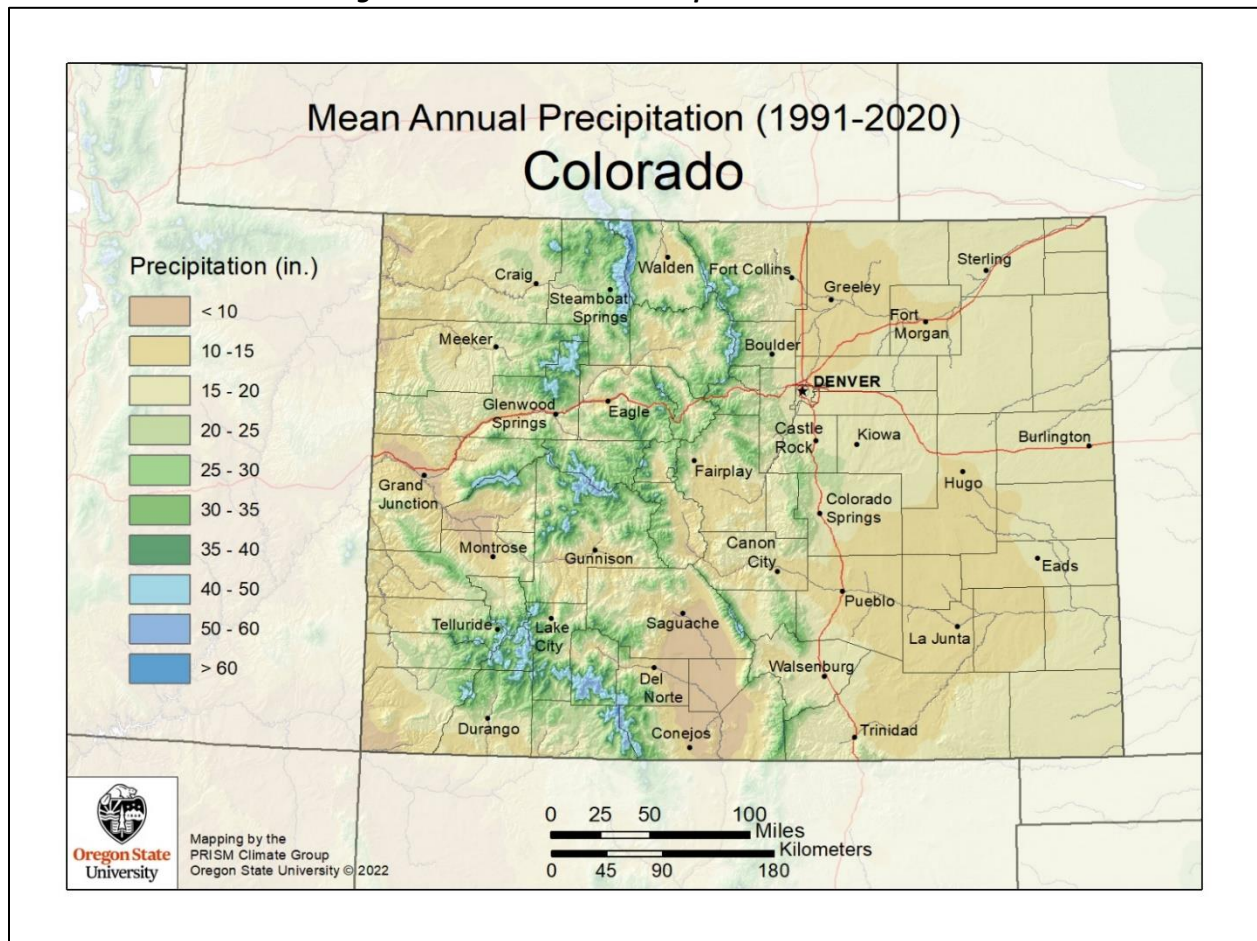 Mean Annual Precipitation (1991-2020)
Colorado
Precipitation (in.)
< 10
10 -15
15 - 20
20 - 25
25 - 30
30 - 35
35 - 40
40 - 50
50 - 60
> 60
Craig
Steamboat
Springs
Walden
Fort Collins
Greeley
Sterling
Fort
Morgan
Meeker
Boulder
DENVER
Glenwood
Springs
Eagle
Castle
Rock
Kiowa
Burlington
Grand
Junction
Fairplay
Hugo
Colorado
Springs
Montrose
Gunnison
Canon
City
Eads
Pueblo
Telluride
Lake
City
Saguache
La Junta
Del
Norte
Walsenburg
Durango
Conejos
Trinidad
0 25 50 100
Miles
Kilometers
0 45 90 180
Oregon State
University
Mapping by the
PRISM Climate Group
Oregon State University © 2022